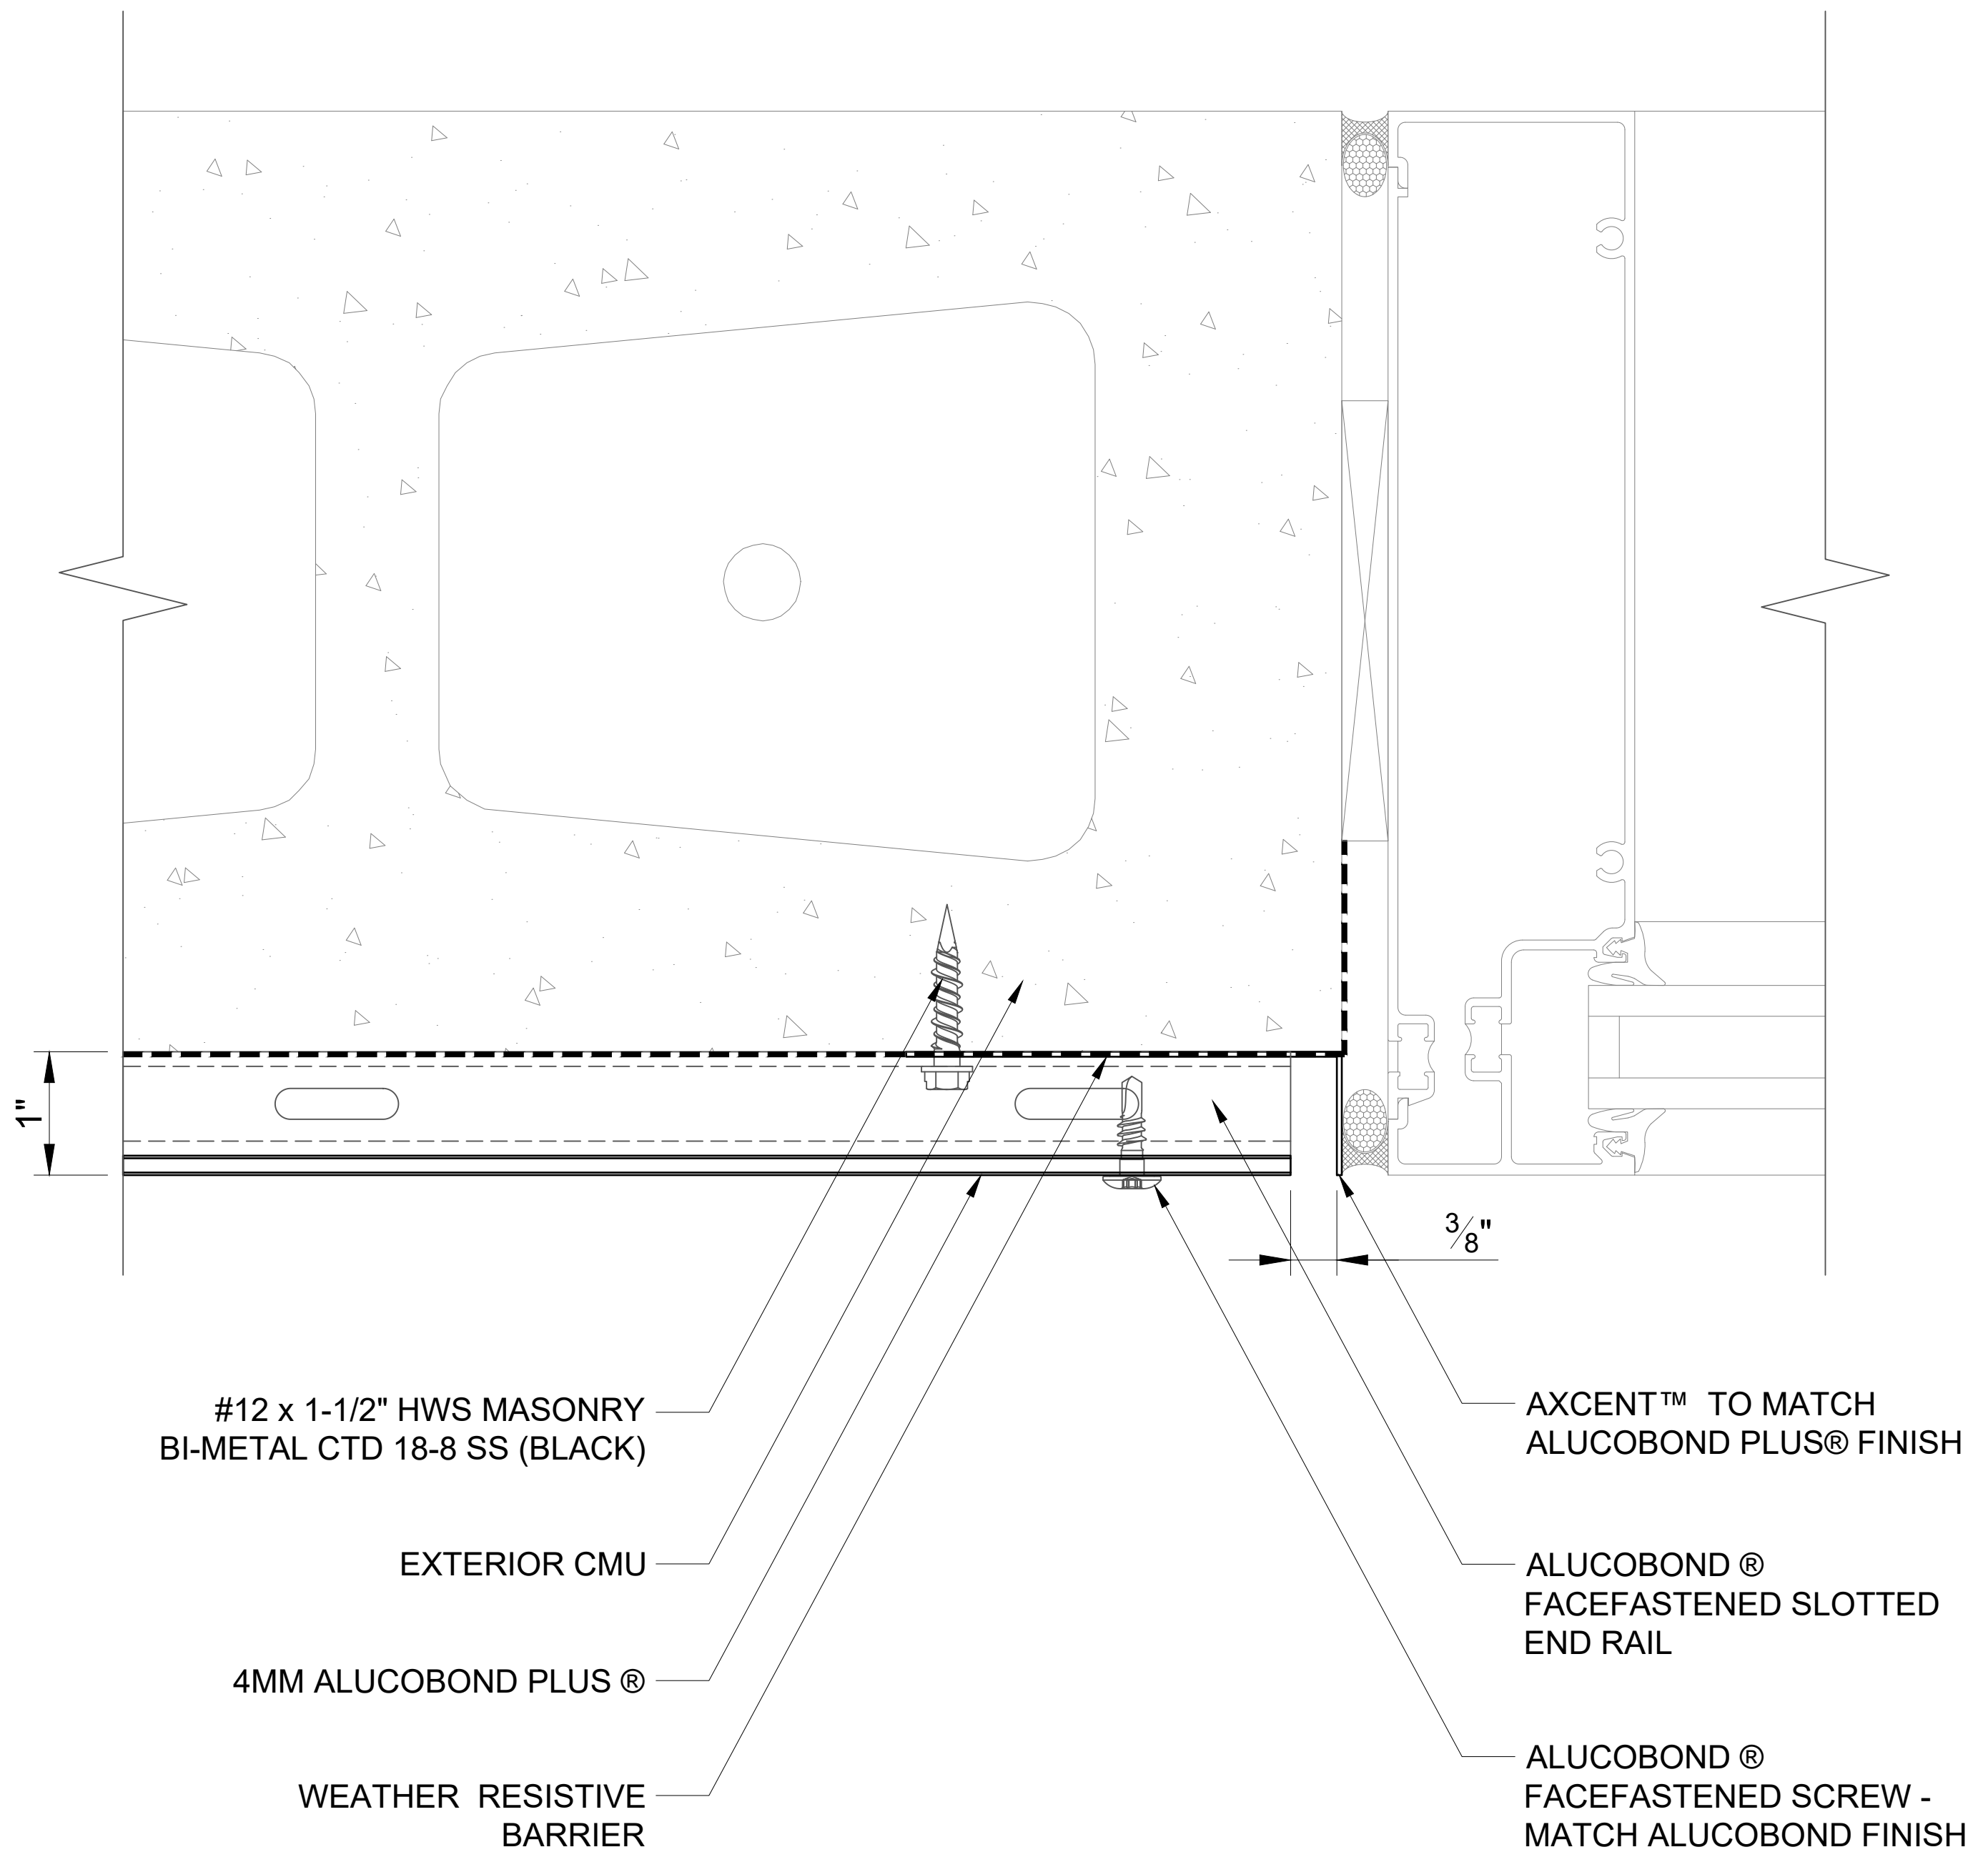 1"
3/8"
#12 x 1-1/2" HWS MASONRY
BI-METAL CTD 18-8 SS (BLACK)
EXTERIOR CMU
4MM ALUCOBOND PLUS ®
WEATHER RESISTIVE
BARRIER
AXCENT™ TO MATCH
ALUCOBOND PLUS® FINISH
ALUCOBOND ®
FACEFASTENED SLOTTED
END RAIL
ALUCOBOND ®
FACEFASTENED SCREW -
MATCH ALUCOBOND FINISH